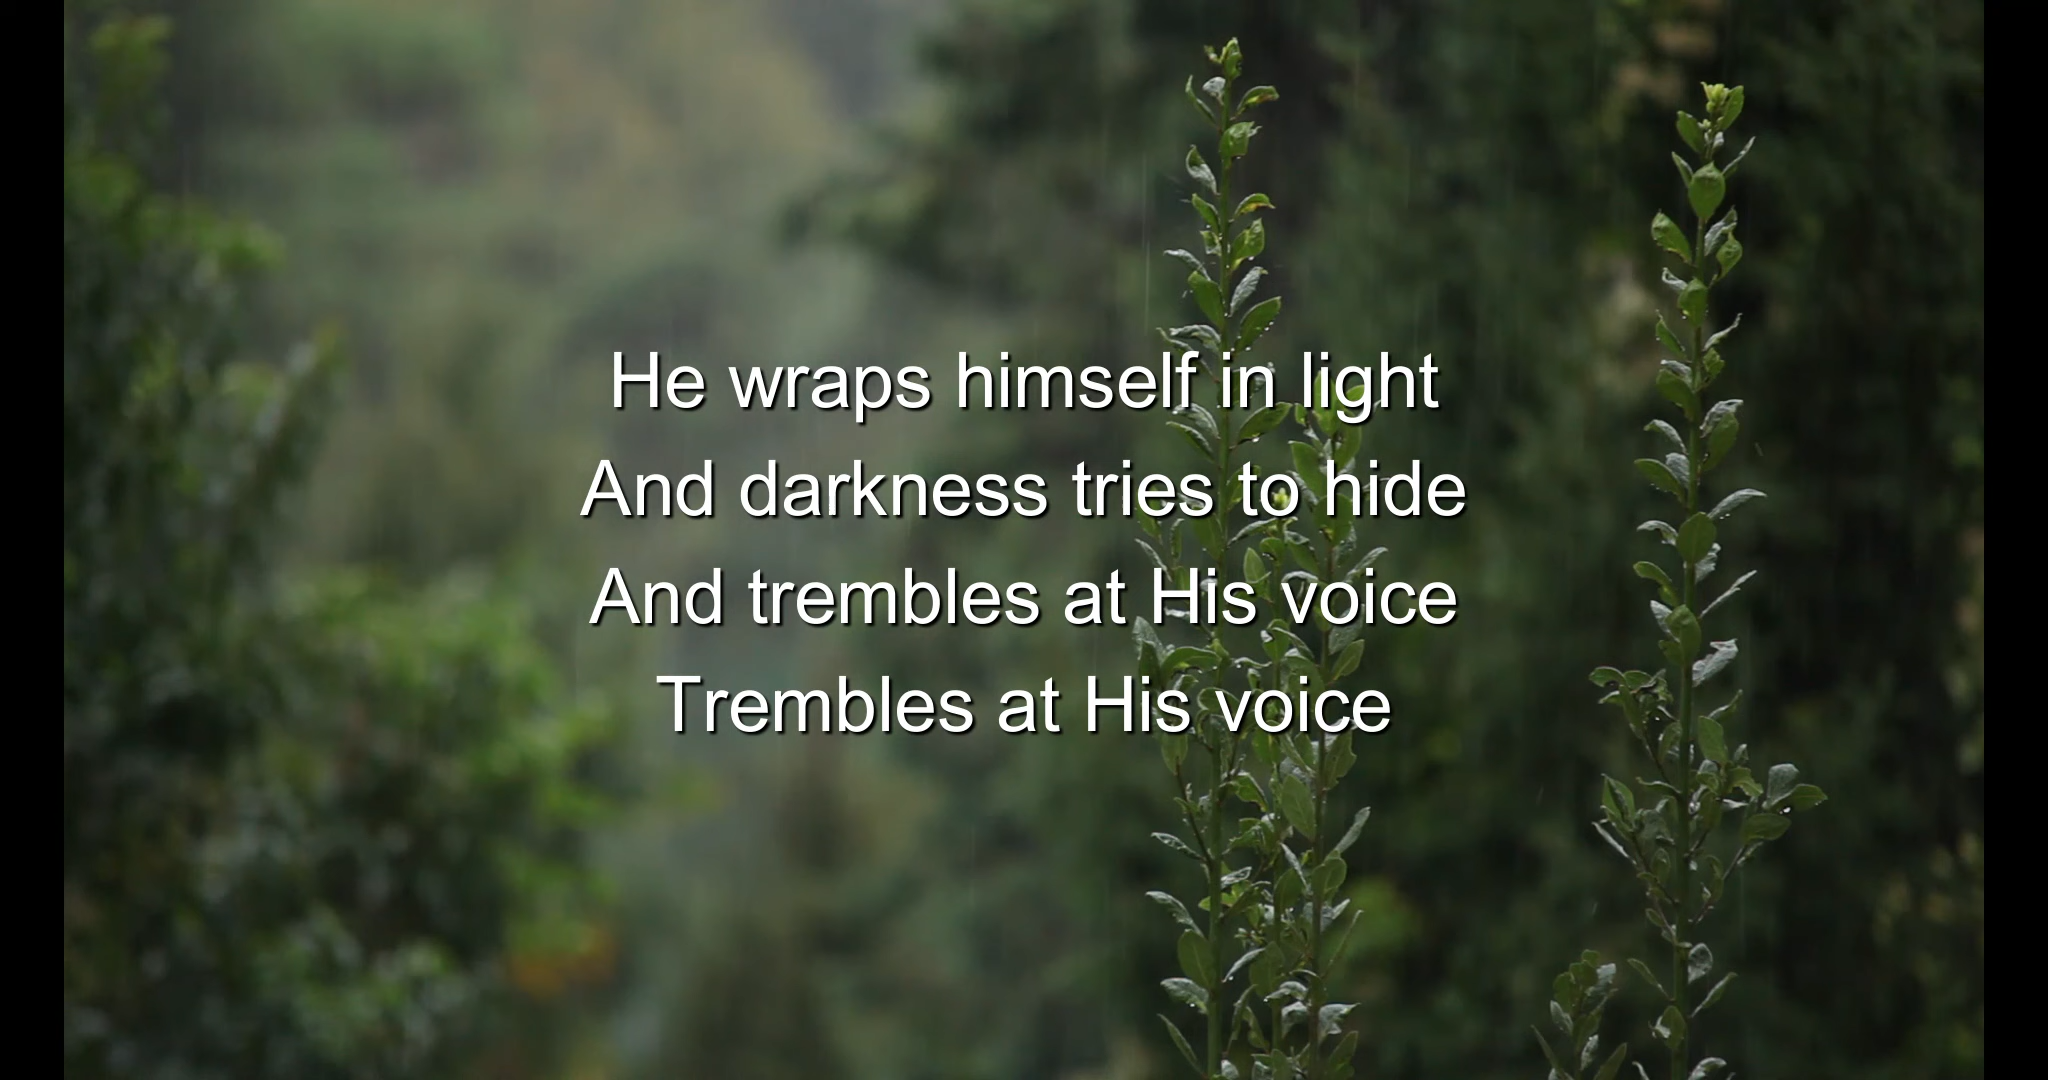 He wraps himself in light
And darkness tries to hide
And trembles at His voice
Trembles at His voice